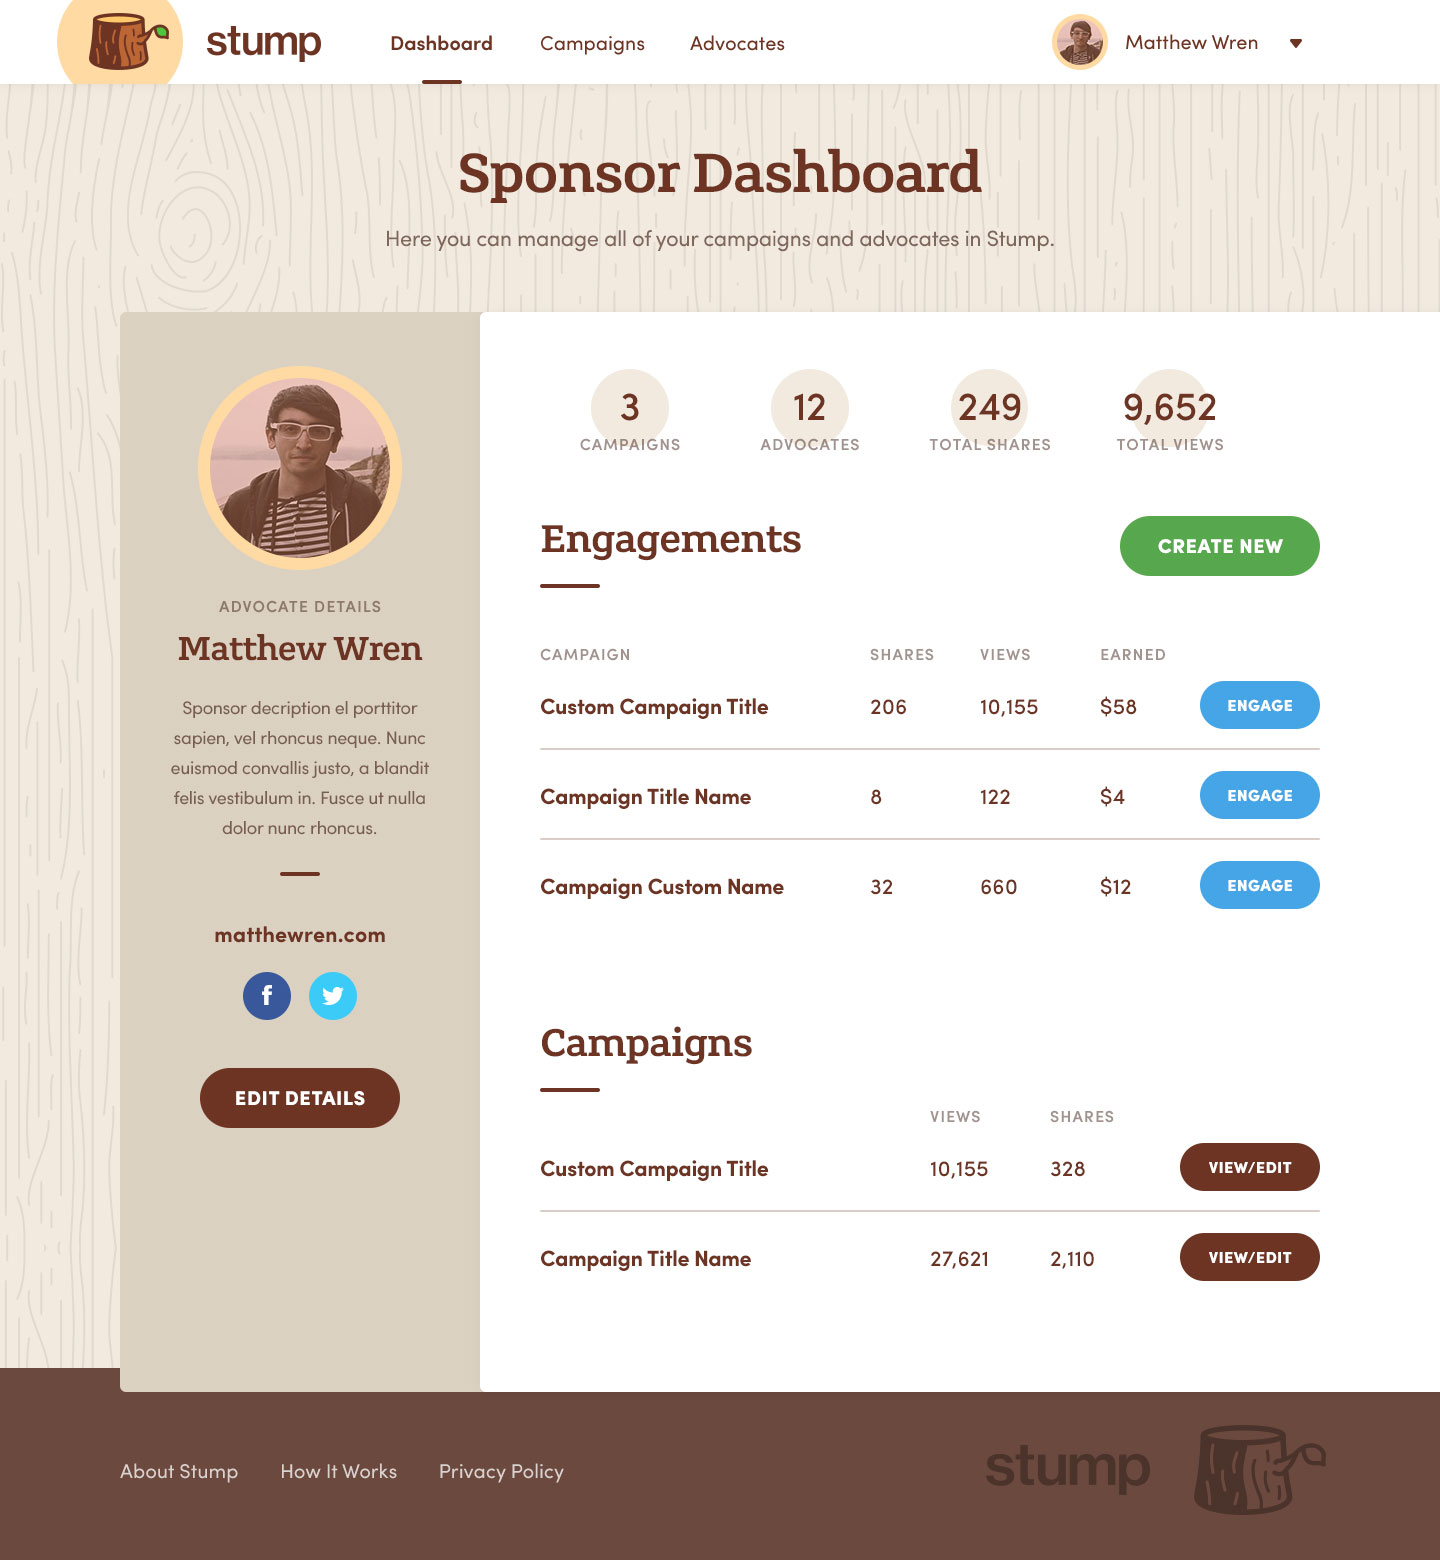 stump
Dashboard
Campaigns
Advocates
Matthew Wren
Sponsor Dashboard
Here you can manage all of your campaigns and advocates in Stump.
ADVOCATE DETAILS
Matthew Wren
Sponsor decription el porttitor
sapien, vel rhoncus neque. Nunc
euismod convallis justo, a blandit
felis vestibulum in. Fusce ut nulla
dolor nunc rhoncus.
matthewren.com
f
EDIT DETAILS
3
CAMPAIGNS
12
ADVOCATES
249
TOTAL SHARES
9,652
TOTAL VIEWS
Engagements
CREATE NEW
CAMPAIGN SHARES VIEWS EARNED
Custom Campaign Title 206 10,155 $58 ENGAGE
Campaign Title Name 8 122 $4 ENGAGE
Campaign Custom Name 32 660 $12 ENGAGE
Campaigns
VIEWS SHARES
Custom Campaign Title 10,155 328 VIEW/EDIT
Campaign Title Name 27,621 2,110 VIEW/EDIT
About Stump
How It Works
Privacy Policy
stump